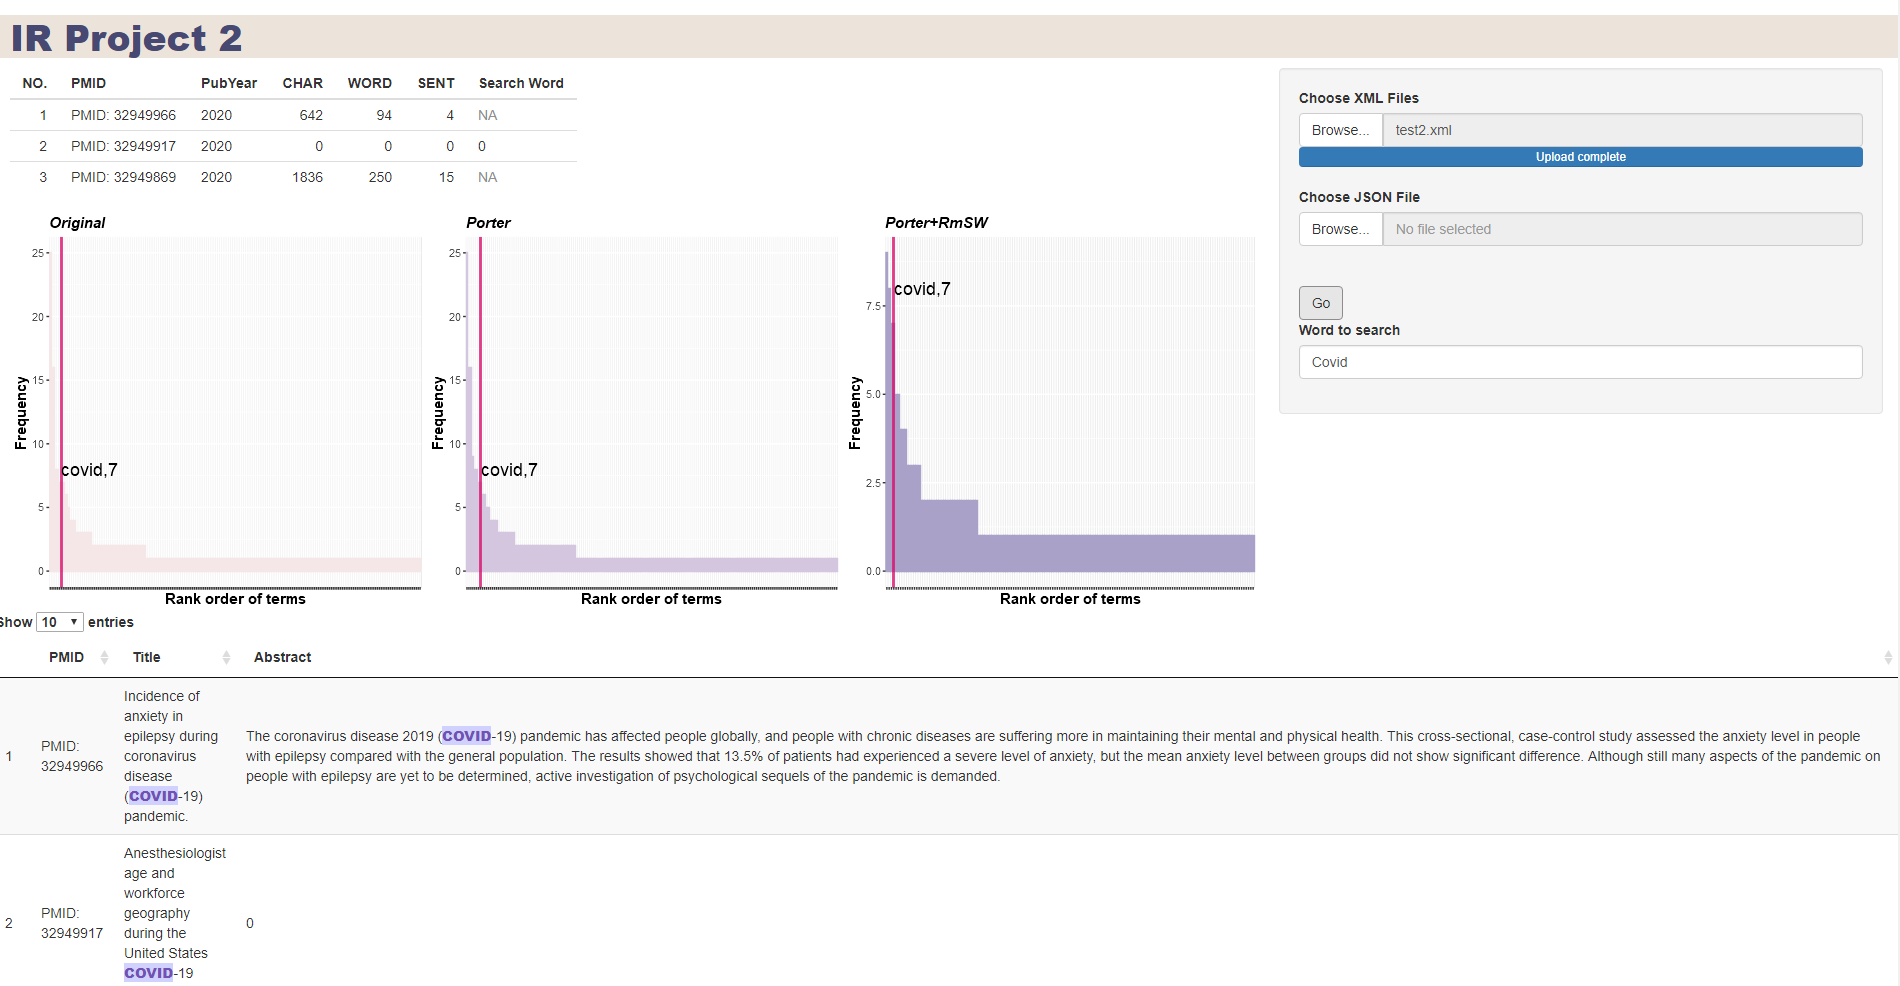 IR Project 2
NO. PMID PubYear CHAR WORD SENT Search Word
1 PMID: 32949966 2020 642 94 4 NA
2 PMID: 32949917 2020 0 0 0 0
3 PMID: 32949869 2020 1836 250 15 NA
Choose XML Files
Browse... test2.xml
Upload complete
Choose JSON File
Browse... No file selected
Go
Word to search
Covid
Original
25
20
15
10
5
0
Frequency
covid,7
Rank order of terms
Porter
25
20
15
10
5
0
Frequency
covid,7
Rank order of terms
Porter+RmSW
7.5
5.0
2.5
0.0
Frequency
covid,7
Rank order of terms
Show 10 entries
PMID Title Abstract
1
PMID:
32949966
Incidence of
anxiety in
epilepsy during
coronavirus
disease
(COVID-19)
pandemic.
The coronavirus disease 2019 (COVID-19) pandemic has affected people globally, and people with chronic diseases are suffering more in maintaining their mental and physical health. This cross-sectional, case-control study assessed the anxiety level in people
with epilepsy compared with the general population. The results showed that 13.5% of patients had experienced a severe level of anxiety, but the mean anxiety level between groups did not show significant difference. Although still many aspects of the pandemic on
people with epilepsy are yet to be determined, active investigation of psychological sequels of the pandemic is demanded.
2
PMID:
32949917
Anesthesiologist
age and
workforce
geography
during the
United States
COVID-19
0